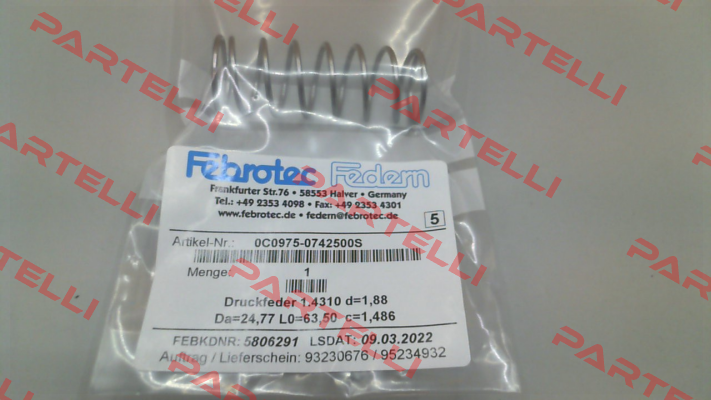 Febrotec Federn
Frankfurter Str.76 • 58553 Halver • Germany
Tel.: +49 2353 4098 • Fax: +49 2353 4301
www.febrotec.de • federn@febrotec.de
5
Artikel-Nr.: 0C0975-0742500S
Menge: 1
Druckfeder 1.4310 d=1,88
Da=24,77 L0=63,50 c=1,486
FEBKDNR: 5806291 LSDAT: 09.03.2022
Auftrag / Lieferschein: 93230676 / 95234932
PARTELLI
PARTELLI
PARTELLI
PARTELLI
PARTELLI
PARTELLI
PARTELLI